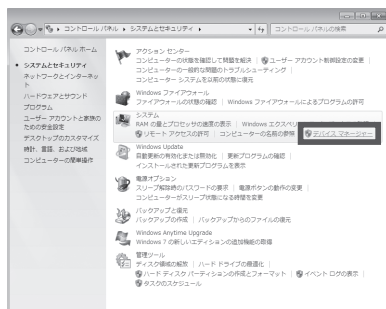 コントロール パネル ▸ システムとセキュリティ ▸
コントロール パネルの検索
コントロール パネル ホーム
システムとセキュリティ
ネットワークとインターネット
ハードウェアとサウンド
プログラム
ユーザー アカウントと家族のための安全設定
デスクトップのカスタマイズ
時計、言語、および地域
コンピューターの簡単操作
アクション センター
コンピューターの状態を確認して問題を解決 | ユーザー アカウント制御設定の変更 |
コンピューターの一般的な問題のトラブルシューティング |
コンピューター システムを以前の状態に復元
Windows ファイアウォール
ファイアウォールの状態の確認 | Windows ファイアウォールによるプログラムの許可
システム
RAM の量とプロセッサの速度の表示 | Windows エクスペリ
リモート アクセスの許可 | コンピューターの名前の参照
デバイス マネージャー
Windows Update
自動更新の有効化または無効化 | 更新プログラムの確認 |
インストールされた更新プログラムを表示
電源オプション
スリープ解除時のパスワードの要求 | 電源ボタンの動作の変更 |
コンピューターがスリープ状態になる時間を変更
バックアップと復元
バックアップの作成 | バックアップからのファイルの復元
Windows Anytime Upgrade
Windows 7 の新しいエディションの追加機能の取得
管理ツール
ディスク領域の解放 | ハード ドライブの最適化 |
ハード ディスク パーティションの作成とフォーマット | イベント ログの表示 |
タスクのスケジュール